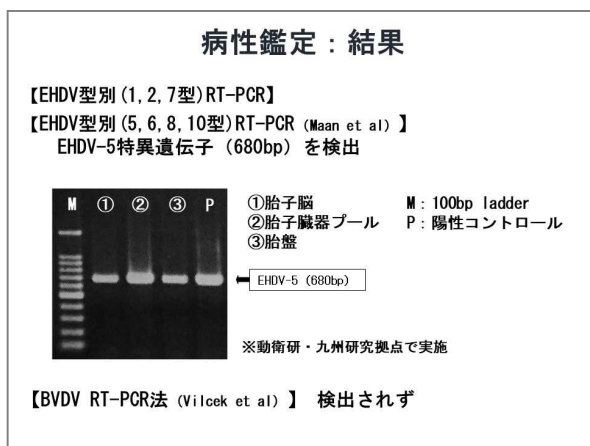 病性鑑定：結果
【EHDV型別(1,2,7型)RT-PCR】
【EHDV型別(5,6,8,10型)RT-PCR (Maan et al) 】
EHDV-5特異遺伝子（680bp）を検出
M ① ② ③ P
①胎子脳
②胎子臓器プール
③胎盤
M：100bp ladder
P：陽性コントロール
EHDV-5 (680bp)
※動衛研・九州研究拠点で実施
【BVDV RT-PCR法 (Vilcek et al) 】 検出されず